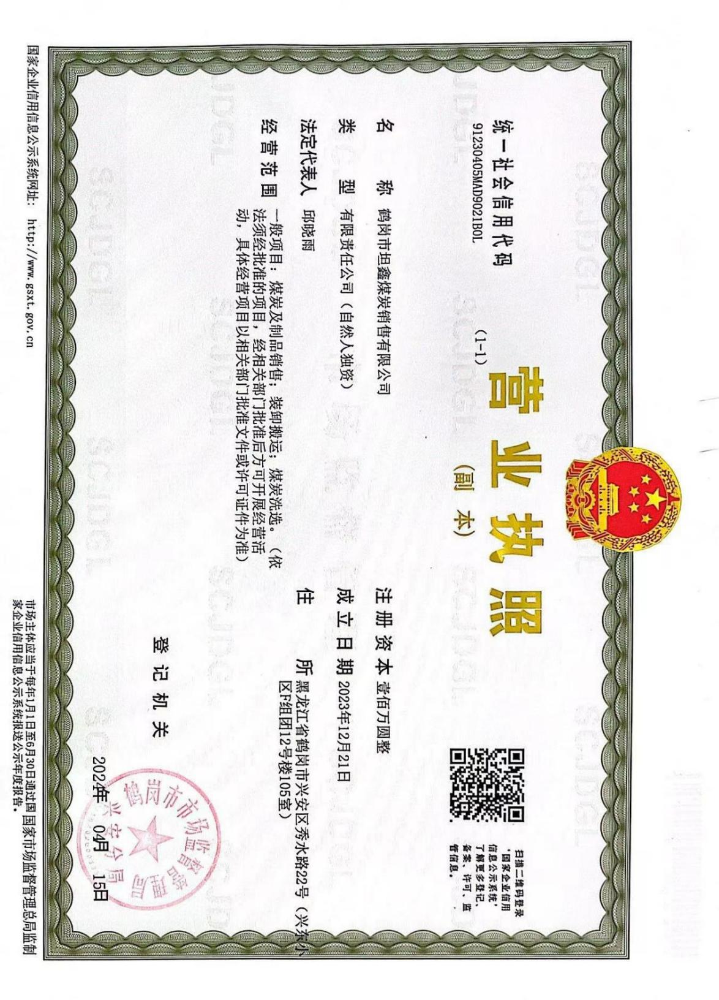 统一社会信用代码
91230405MAD9021B0L
(1-1)
营业执照
(副 本)
扫描二维码登录
'国家企业信用
信息公示系统'
了解更多登记、
备案、许可、监
管信息。
名 称 鹤岗市坦鑫煤炭销售有限公司
类 型 有限责任公司（自然人独资）
法定代表人 邱晓雨
经营范围 一般项目：煤炭及制品销售；装卸搬运；煤炭洗选。（依
法须经批准的项目，经相关部门批准后方可开展经营活
动，具体经营项目以相关部门批准文件或许可证件为准）
注册资本 壹佰万圆整
成立日期 2023年12月21日
住 所 黑龙江省鹤岗市兴安区秀水路22号（兴东小
区F组团12号楼105室）
登记机关
鹤岗市市场监督管理局
兴安分局
2024年 04月 15日
国家企业信用信息公示系统网址： http://www.gsxt.gov.cn
市场主体应当于每年1月1日至6月30日通过国
家企业信用信息公示系统报送公示年度报告。
国家市场监督管理总局监制
SCJDGL